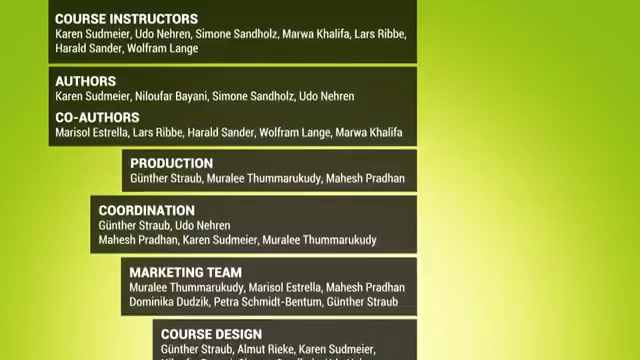 COURSE INSTRUCTORS
Karen Sudmeier, Udo Nehren, Simone Sandholz, Marwa Khalifa, Lars Ribbe,
Harald Sander, Wolfram Lange
AUTHORS
Karen Sudmeier, Niloufar Bayani, Simone Sandholz, Udo Nehren
CO-AUTHORS
Marisol Estrella, Lars Ribbe, Harald Sander, Wolfram Lange, Marwa Khalifa
PRODUCTION
Günther Straub, Muralee Thummarukudy, Mahesh Pradhan
COORDINATION
Günther Straub, Udo Nehren
Mahesh Pradhan, Karen Sudmeier, Muralee Thummarukudy
MARKETING TEAM
Muralee Thummarukudy, Marisol Estrella, Mahesh Pradhan
Dominika Dudzik, Petra Schmidt-Bentum, Günther Straub
COURSE DESIGN
Günther Straub, Almut Rieke, Karen Sudmeier,